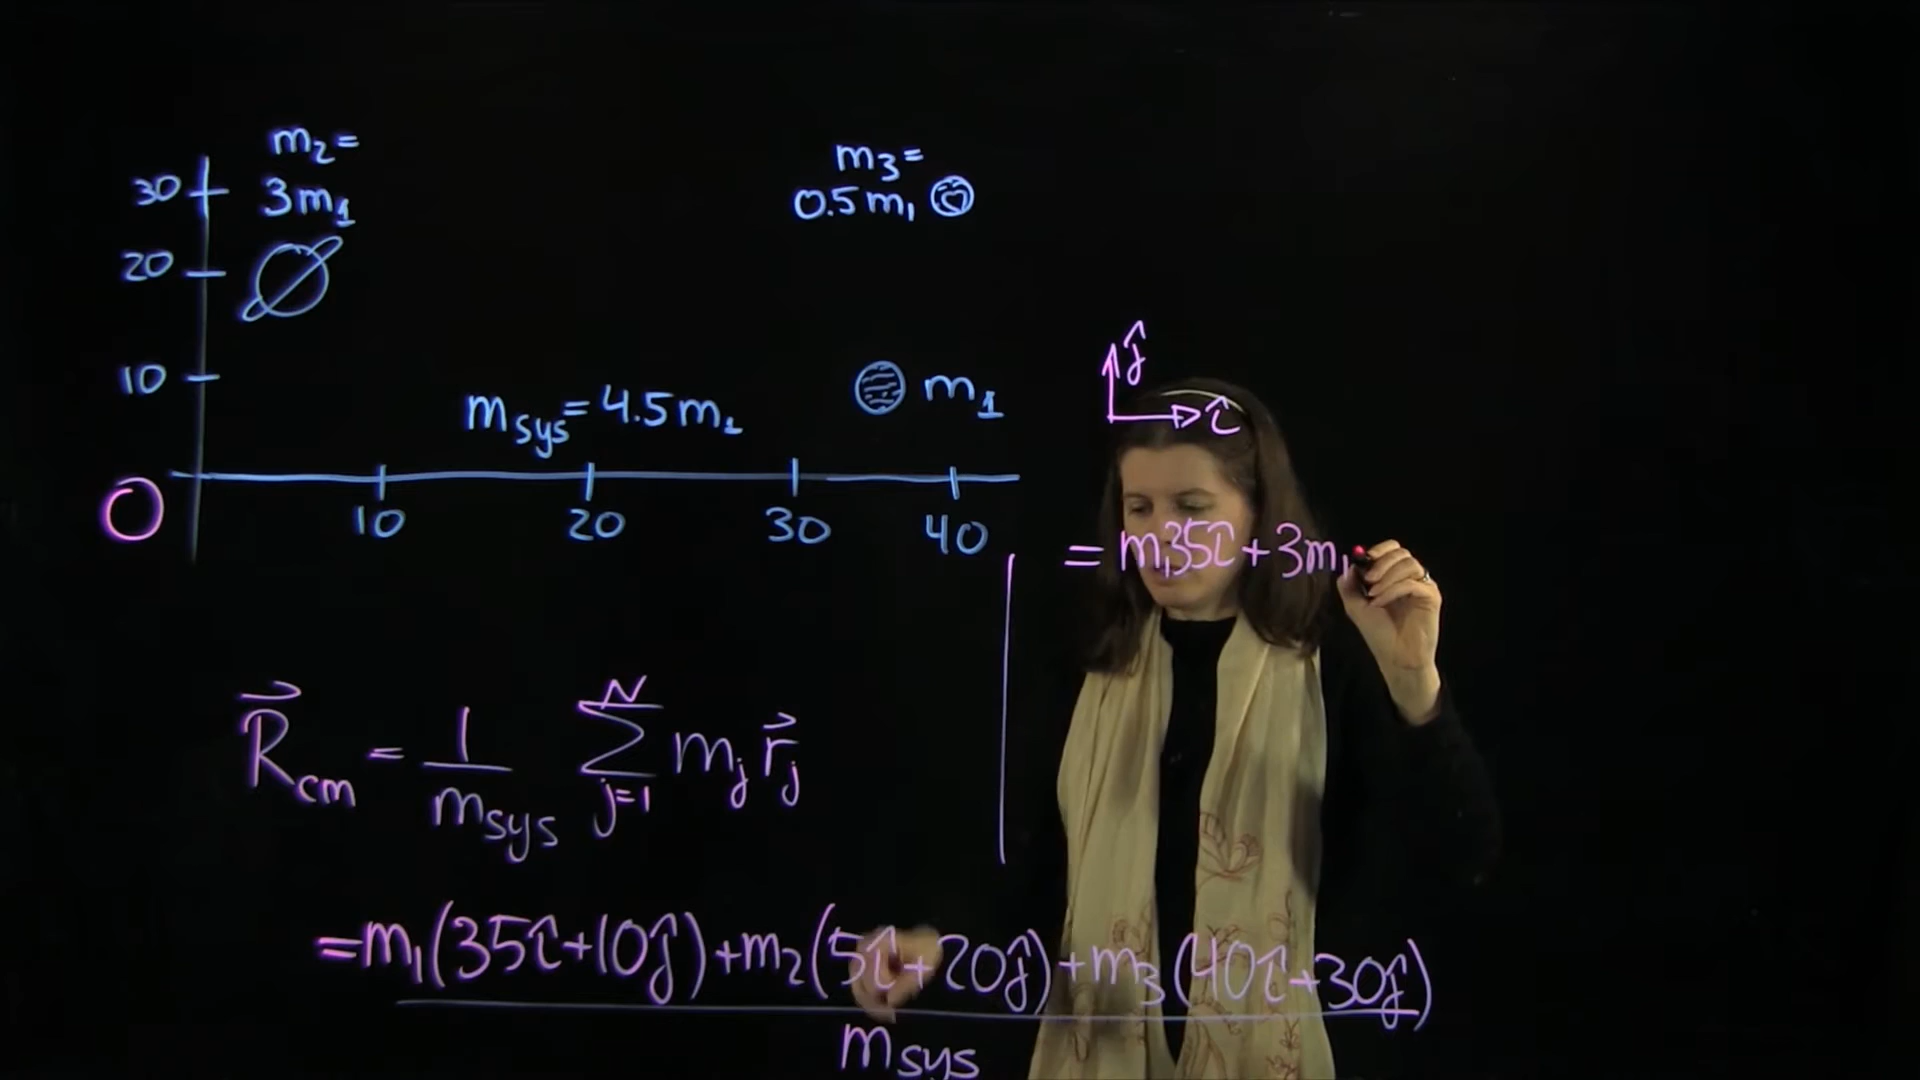 m₂ =
3m₁
m₃ =
0.5m₁
30
20
10
m_sys = 4.5m₁
m₁
O
10
20
30
40
ĵ
î
= m₁35î + 3m₁
R⃗_cm = 1/m_sys Σ_{j=1}^{N} m_j r⃗_j
= m₁(35î + 10ĵ) + m₂(5î + 20ĵ) + m₃(40î + 30ĵ)
m_sys